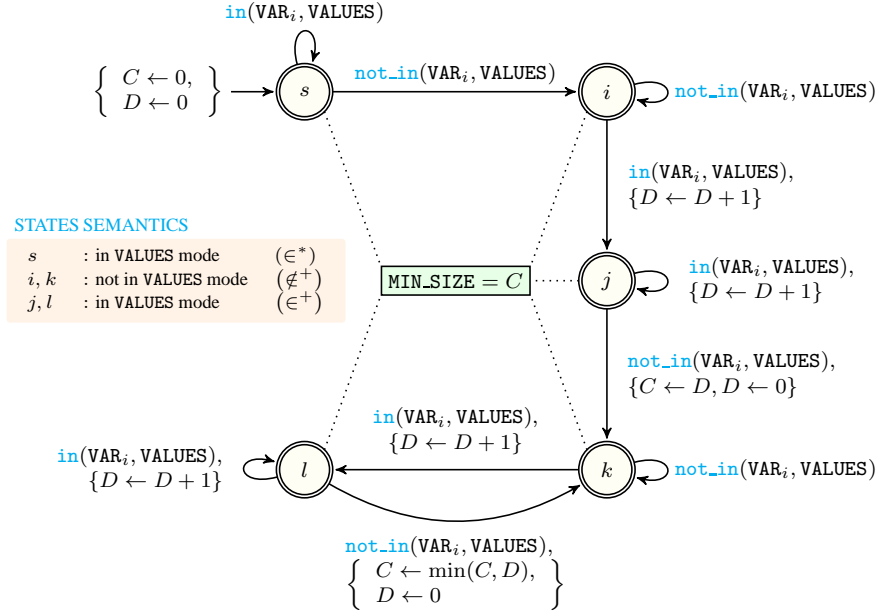 in(VAR_i, VALUES)
{ C ← 0,
D ← 0 }
s
not_in(VAR_i, VALUES)
i
not_in(VAR_i, VALUES)
in(VAR_i, VALUES),
{D ← D + 1}
STATES SEMANTICS
s : in VALUES mode (∈*)
i, k : not in VALUES mode (∉+)
j, l : in VALUES mode (∈+)
MIN_SIZE = C
j
in(VAR_i, VALUES),
{D ← D + 1}
not_in(VAR_i, VALUES),
{C ← D, D ← 0}
in(VAR_i, VALUES),
{D ← D + 1}
in(VAR_i, VALUES),
{D ← D + 1}
l
k
not_in(VAR_i, VALUES)
not_in(VAR_i, VALUES),
{ C ← min(C, D),
D ← 0 }